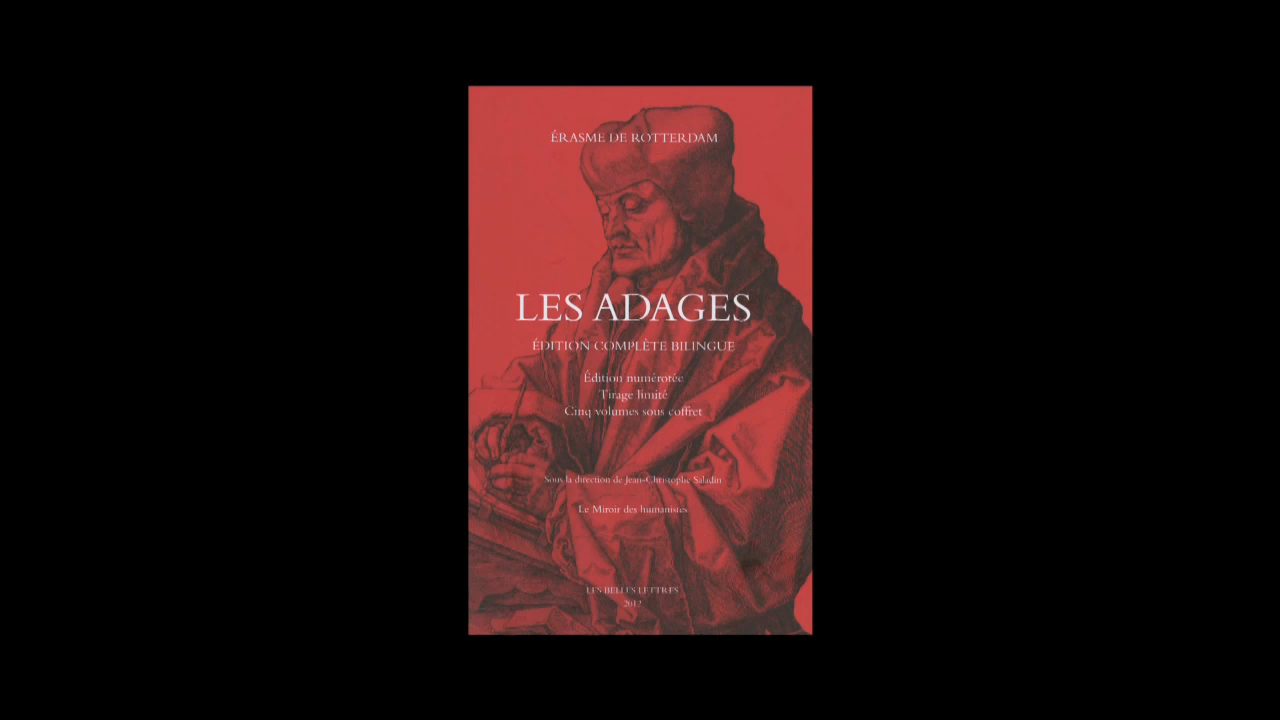 ÉRASME DE ROTTERDAM
LES ADAGES
ÉDITION COMPLÈTE BILINGUE
Édition numérotée
Tirage limité
Cinq volumes sous coffret
Sous la direction de Jean-Christophe Saladin
Le Miroir des humanistes
LES BELLES LETTRES
2012